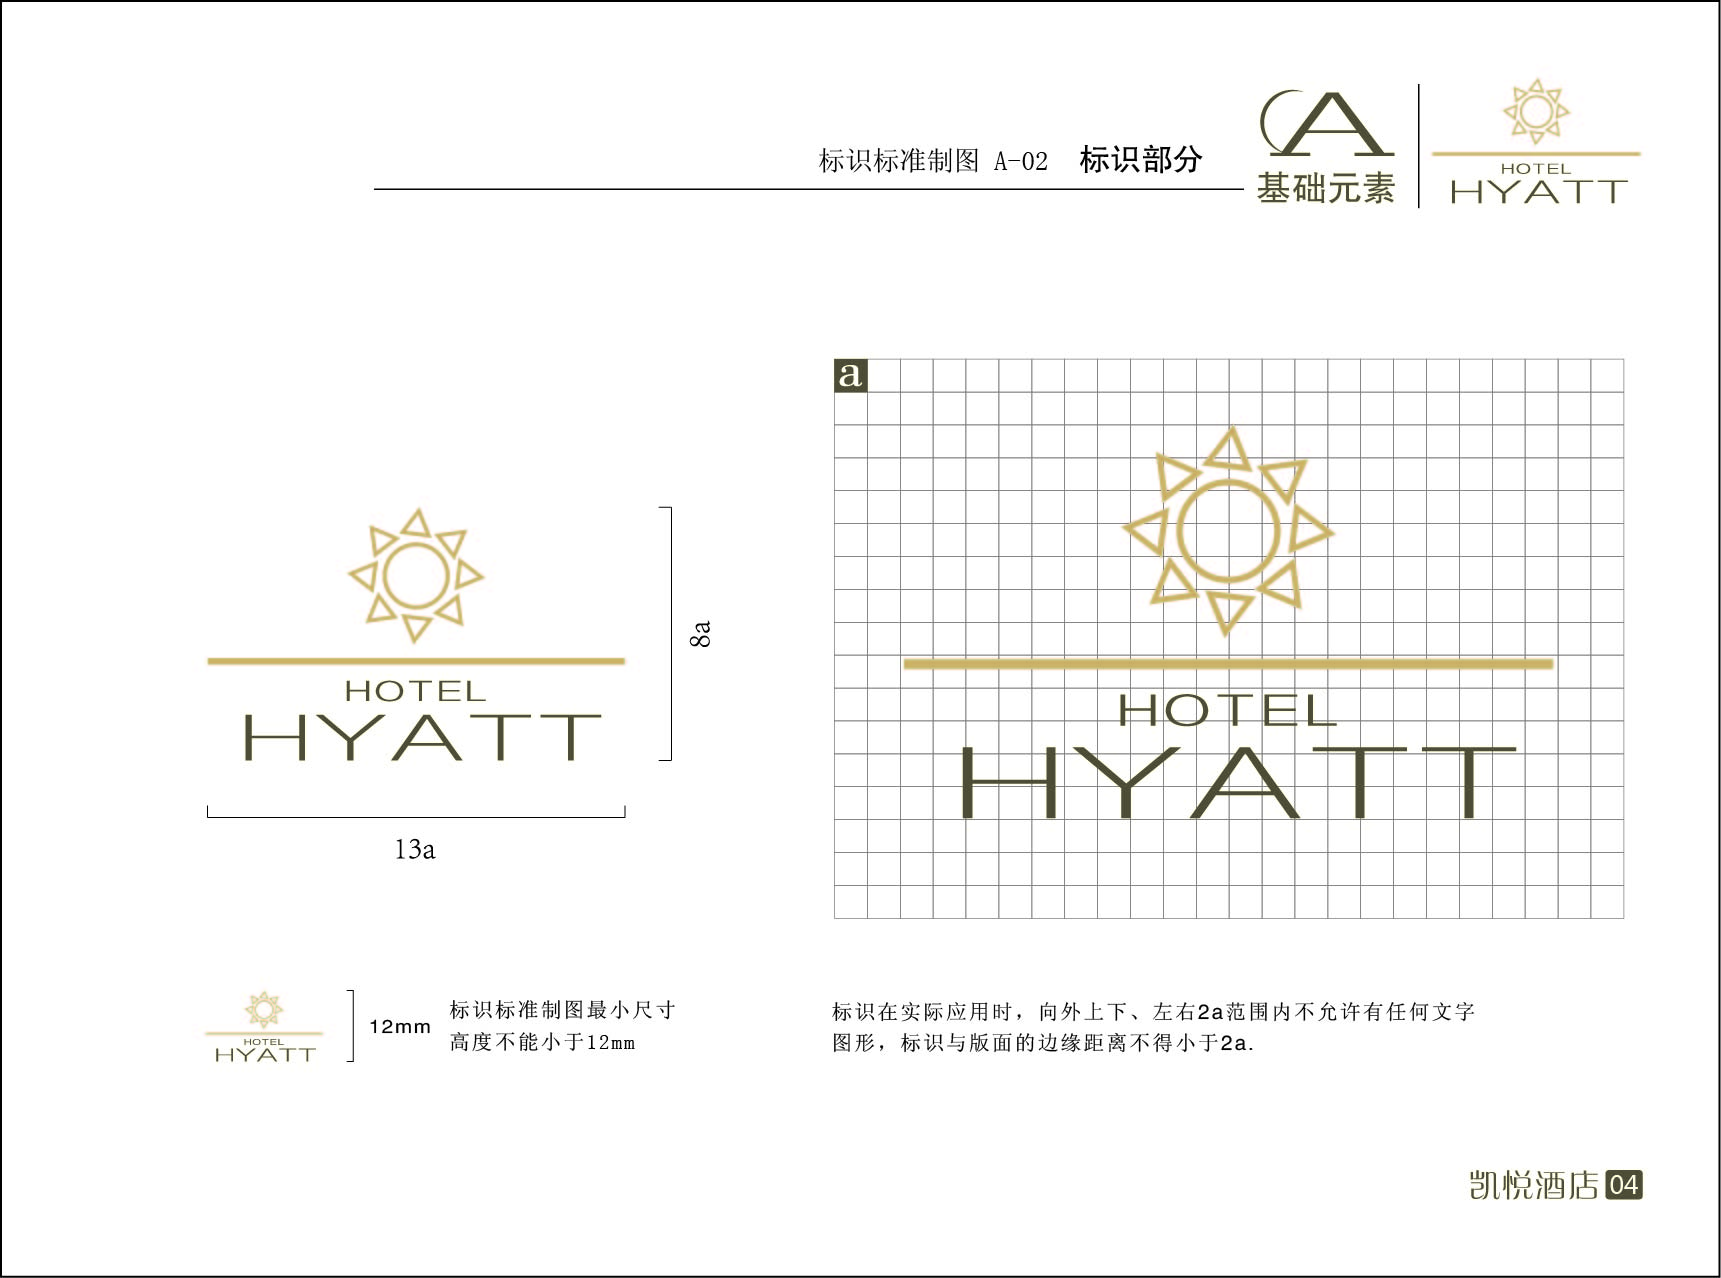 标识标准制图 A-02 标识部分
A
基础元素
HOTEL
HYATT
a
HOTEL
HYATT
8a
13a
HOTEL
HYATT
HOTEL
HYATT
12mm
标识标准制图最小尺寸
高度不能小于12mm
标识在实际应用时，向外上下、左右2a范围内不允许有任何文字
图形，标识与版面的边缘距离不得小于2a.
凯悦酒店 04